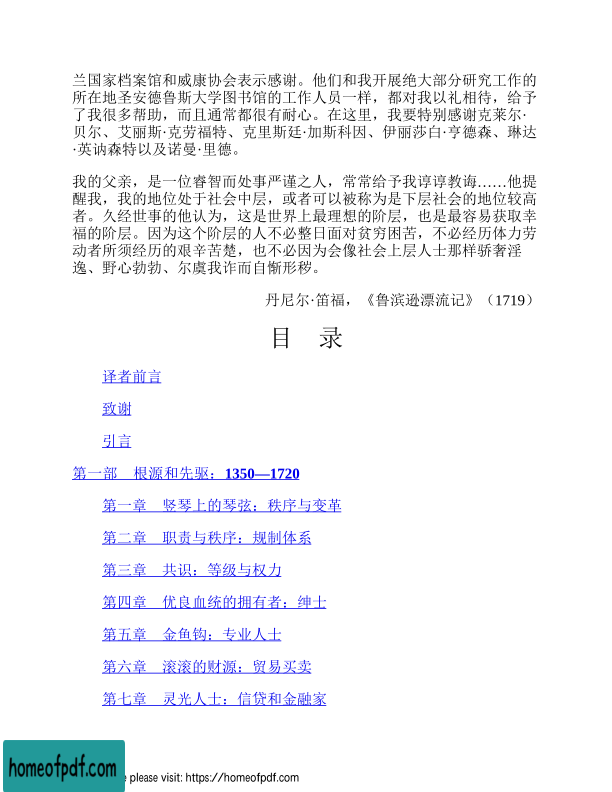 兰国家档案馆和威康协会表示感谢。他们和我开展绝大部分研究工作的
所在地圣安德鲁斯大学图书馆的工作人员一样，都对我以礼相待，给予
了我很多帮助，而且通常都很有耐心。在这里，我要特别感谢克莱尔·
贝尔、艾丽斯·克劳福特、克里斯廷·加斯科因、伊丽莎白·亨德森、琳达
·英讷森特以及诺曼·里德。
我的父亲，是一位睿智而处事严谨之人，常常给予我谆谆教诲……他提
醒我，我的地位处于社会中层，或者可以被称为是下层社会的地位较高
者。久经世事的他认为，这是世界上最理想的阶层，也是最容易获取幸
福的阶层。因为这个阶层的人不必整日面对贫穷困苦，不必经历体力劳
动者所须经历的艰辛苦楚，也不必因为会像社会上层人士那样骄奢淫
逸、野心勃勃、尔虞我诈而自惭形秽。
丹尼尔·笛福，《鲁滨逊漂流记》（1719）
目 录
译者前言
致谢
引言
第一部 根源和先驱：1350—1720
第一章 竖琴上的琴弦：秩序与变革
第二章 职责与秩序：规制体系
第三章 共识：等级与权力
第四章 优良血统的拥有者：绅士
第五章 金鱼钩：专业人士
第六章 滚滚的财源：贸易买卖
第七章 灵光人士：信贷和金融家
homeofpdf.com
please visit: https://homeofpdf.com